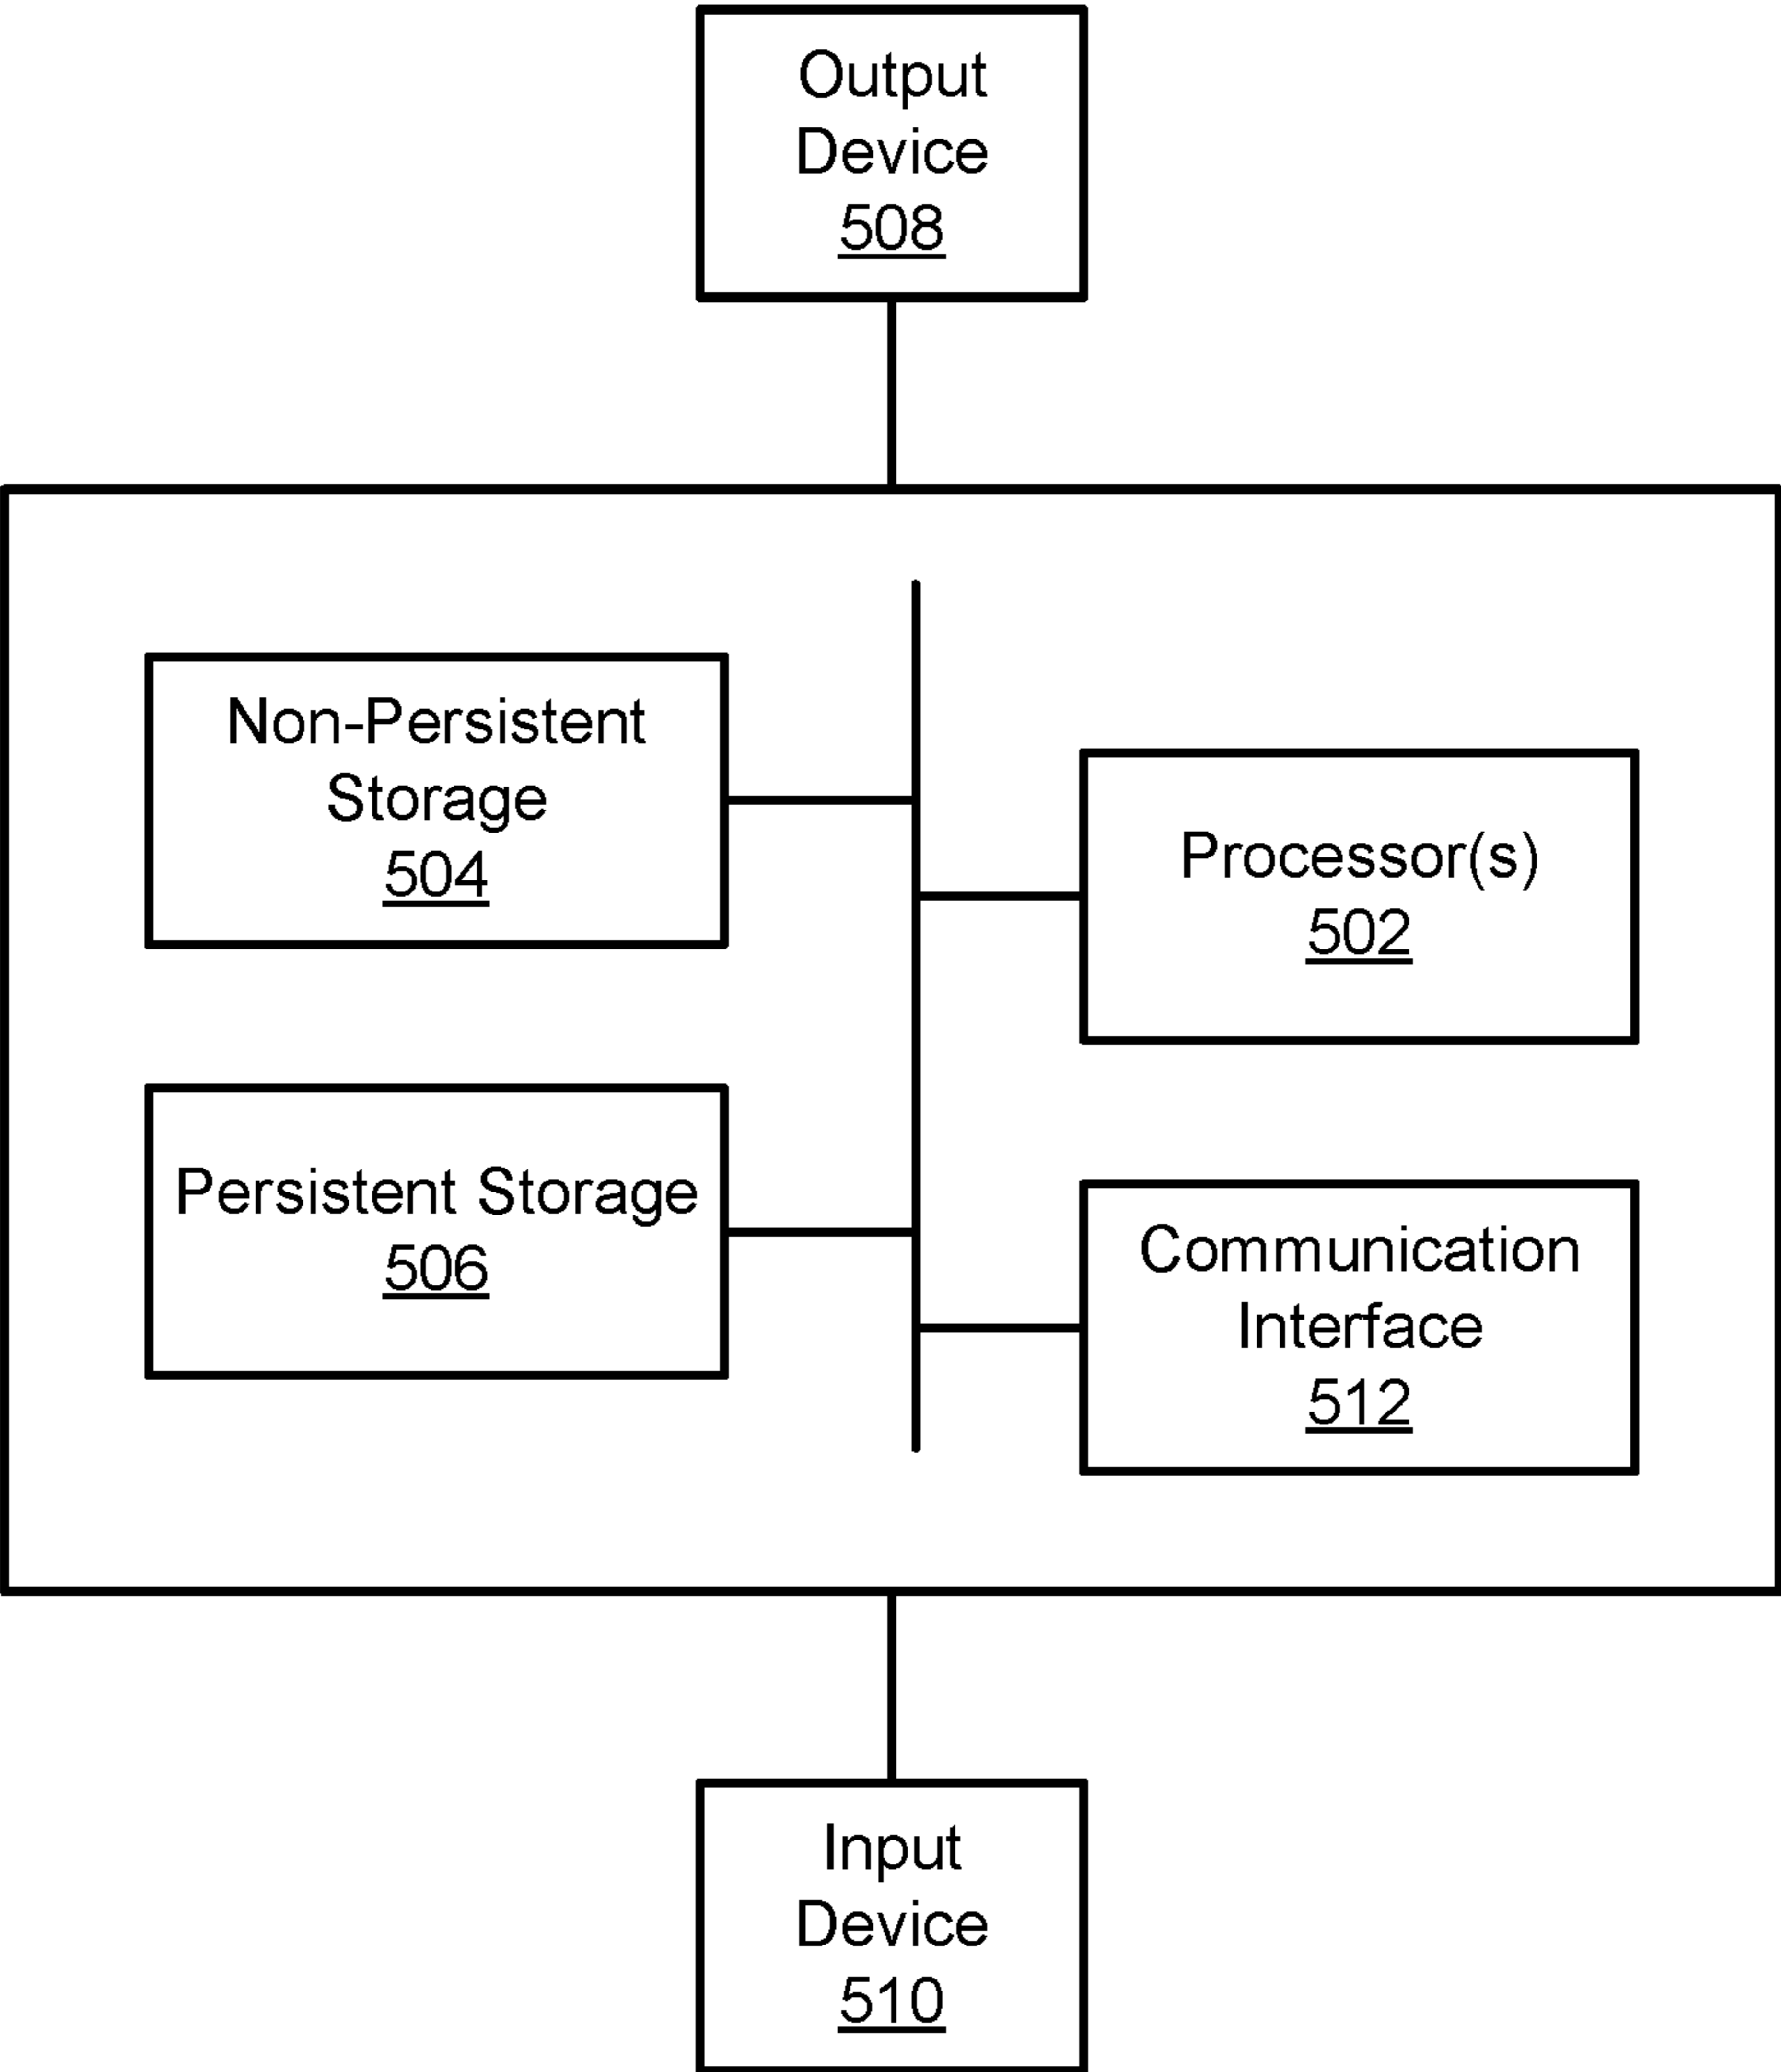 Output
Device
508
Non-Persistent
Storage
504
Processor(s)
502
Persistent Storage
506
Communication
Interface
512
Input
Device
510